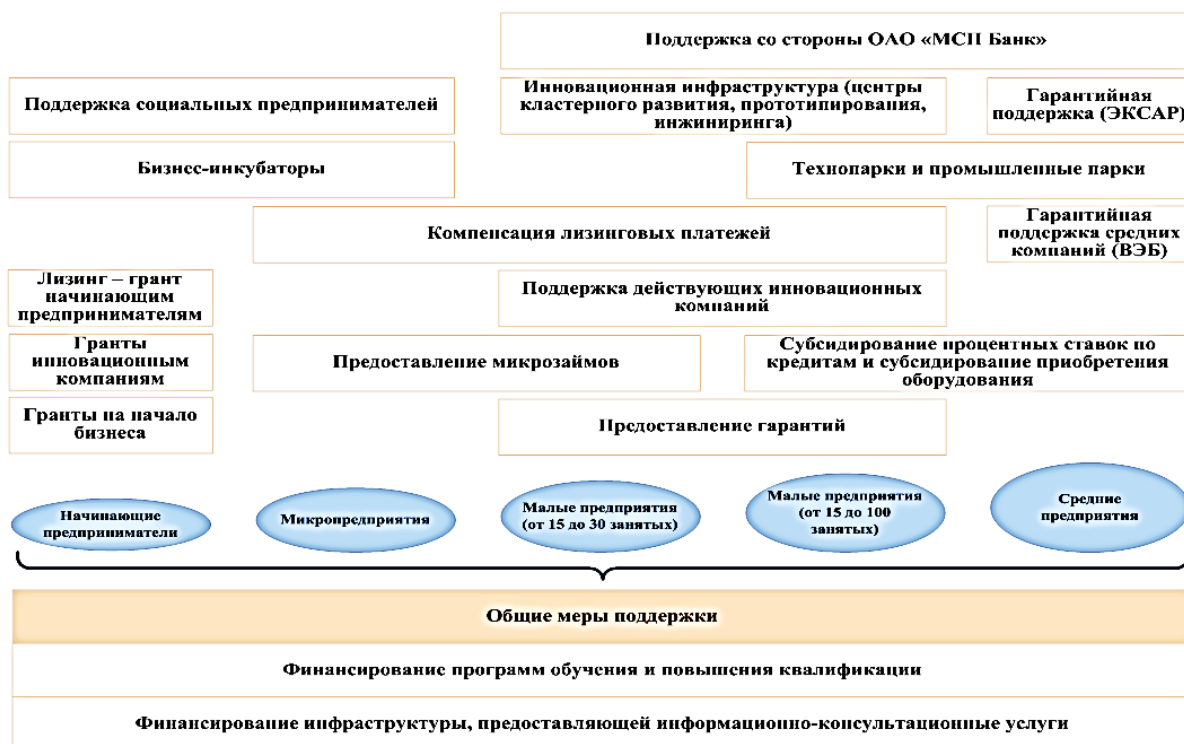 Поддержка со стороны ОАО «МСП Банк»
Поддержка социальных предпринимателей
Инновационная инфраструктура (центры
кластерного развития, прототипирования,
инжиниринга)
Гарантийная
поддержка (ЭКСАР)
Бизнес-инкубаторы
Технопарки и промышленные парки
Компенсация лизинговых платежей
Гарантийная
поддержка средних
компаний (ВЭБ)
Лизинг – грант
начинающим
предпринимателям
Поддержка действующих инновационных
компаний
Гранты
инновационным
компаниям
Предоставление микрозаймов
Субсидирование процентных ставок по
кредитам и субсидирование приобретения
оборудования
Гранты на начало
бизнеса
Предоставление гарантий
Начинающие
предприниматели
Микропредприятия
Малые предприятия
(от 15 до 30 занятых)
Малые предприятия
(от 15 до 100
занятых)
Средние
предприятия
Общие меры поддержки
Финансирование программ обучения и повышения квалификации
Финансирование инфраструктуры, предоставляющей информационно-консультационные услуги